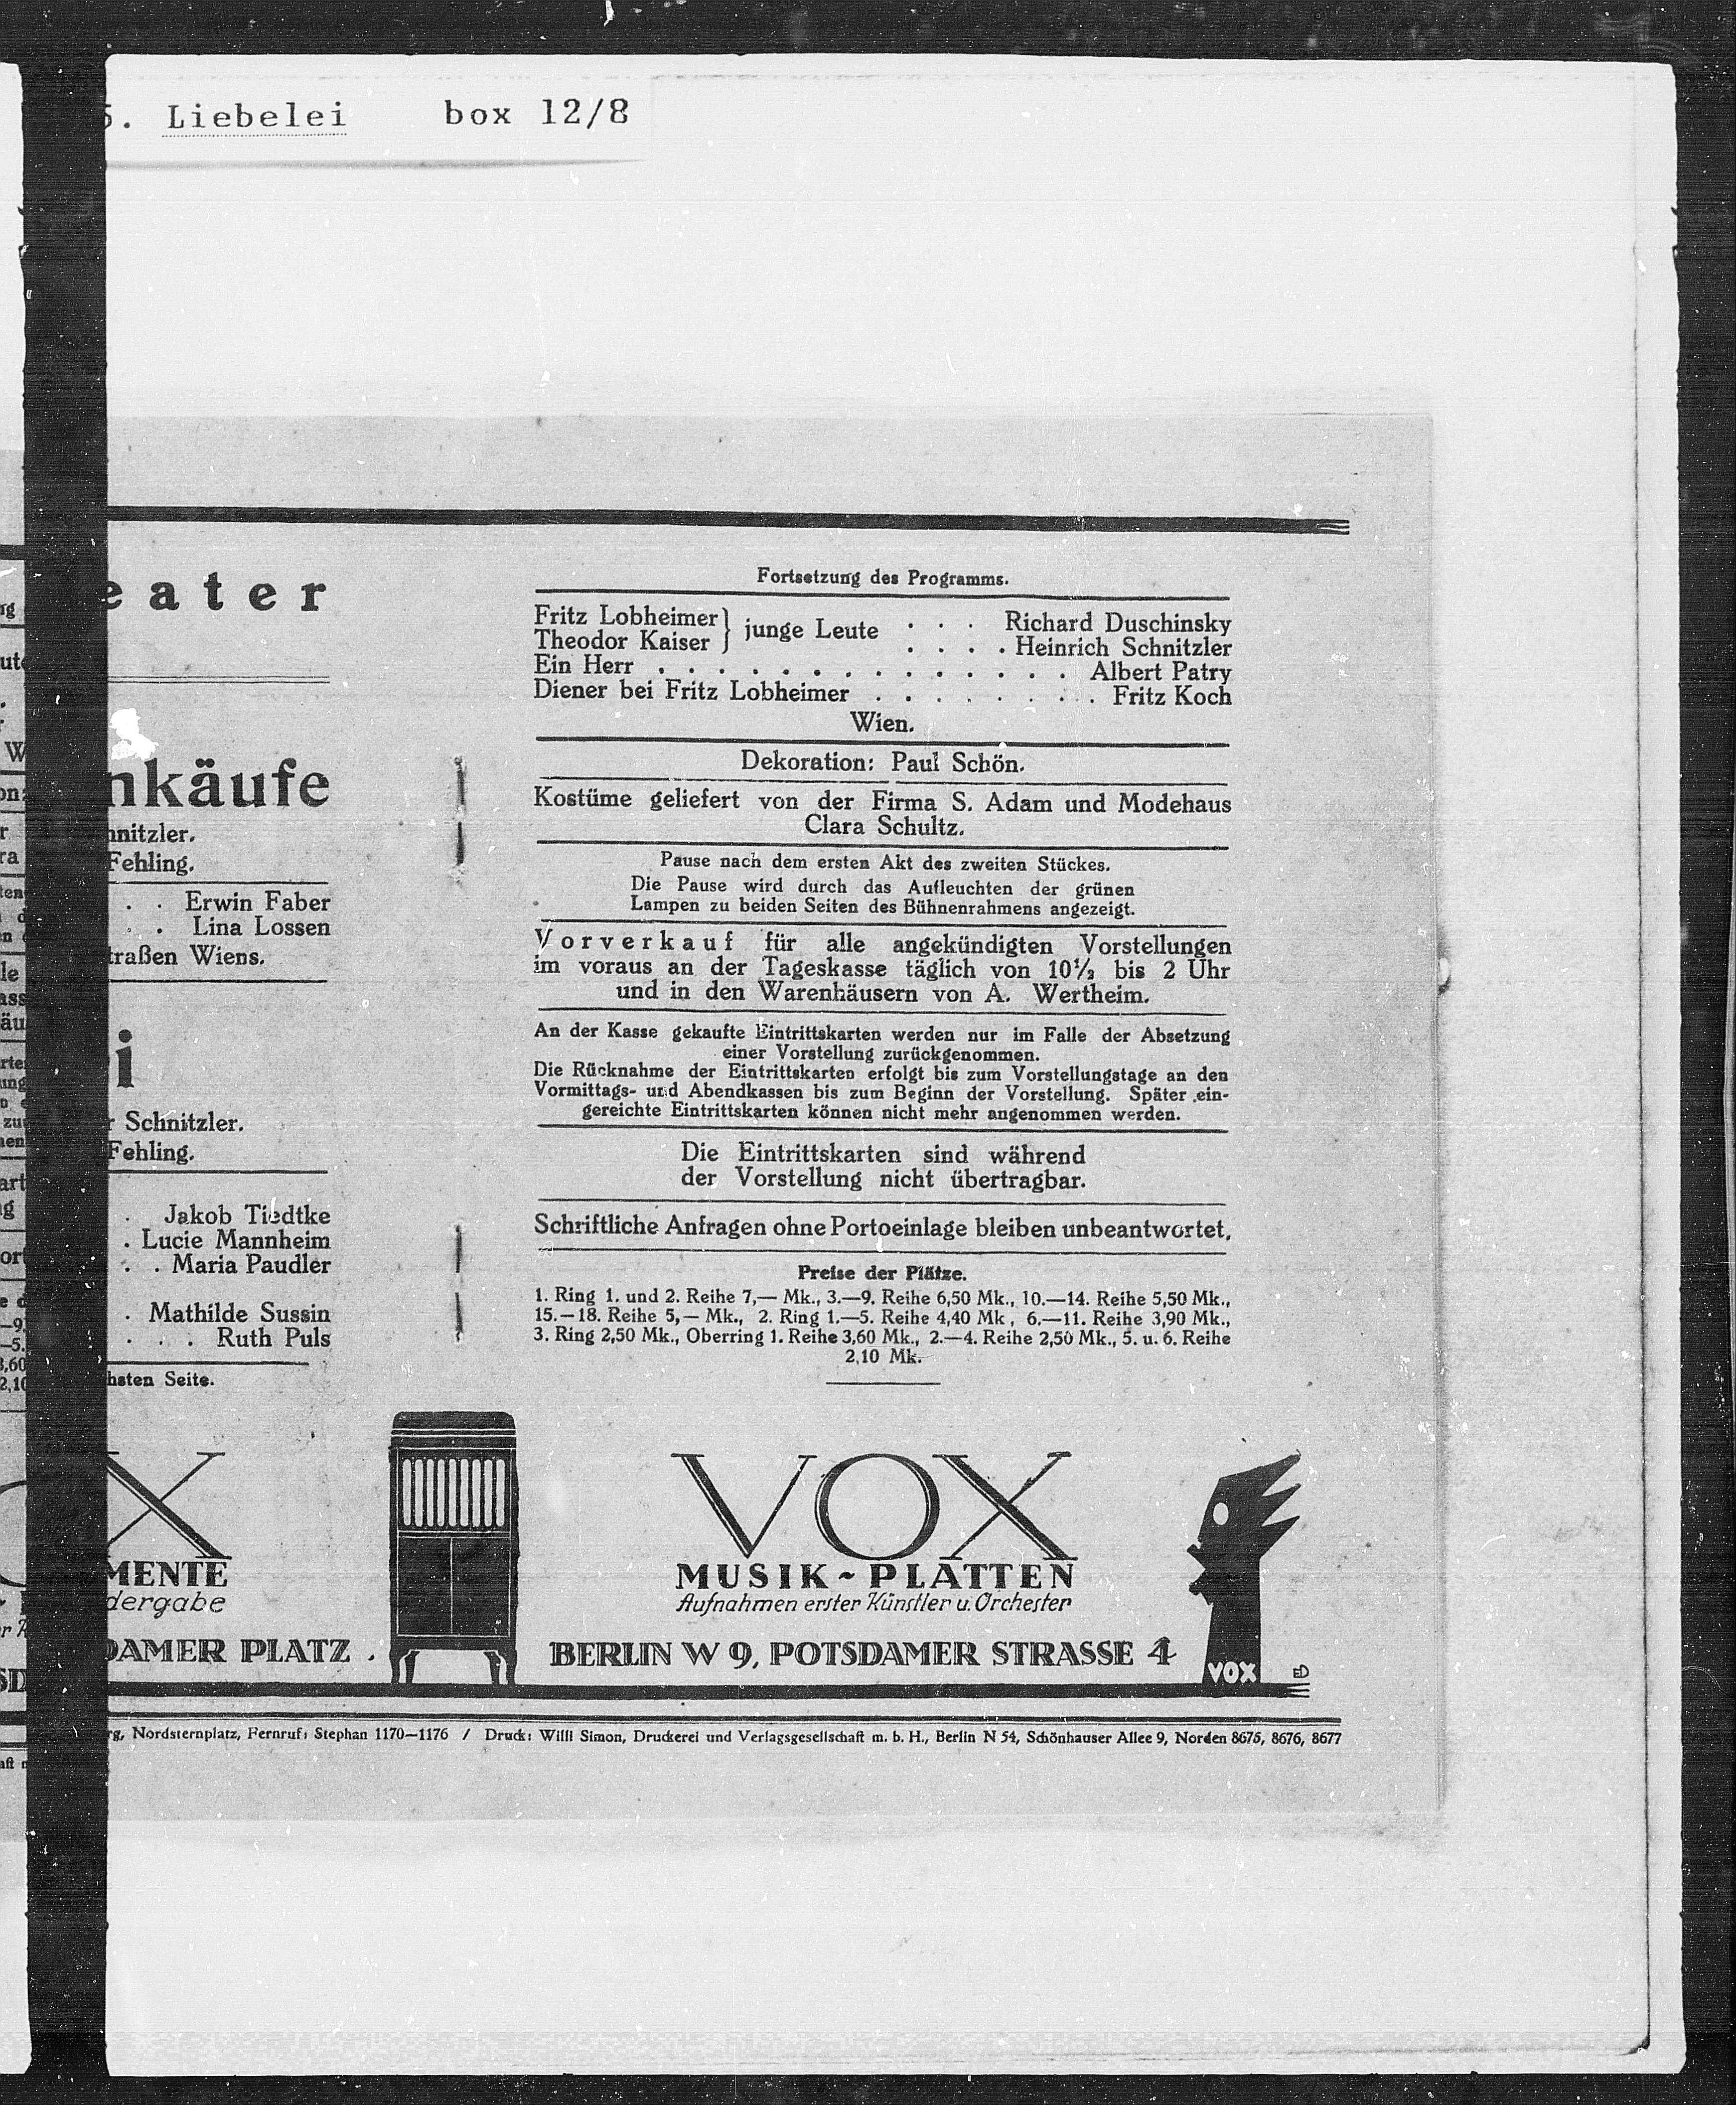 5. Liebelei box 12/8
eater
nkäufe
hnitzler.
Fehling.
. . Erwin Faber
. . Lina Lossen
traßen Wiens.
i
r Schnitzler.
Fehling.
. Jakob Tiedtke
. Lucie Mannheim
. . Maria Paudler
. Mathilde Sussin
. . . Ruth Puls
hsten Seite.
X
MENTE
dergabe
DAMER PLATZ .
Fortsetzung des Programms.
Fritz Lobheimer } junge Leute . . . Richard Duschinsky
Theodor Kaiser } . . . . Heinrich Schnitzler
Ein Herr . . . . . . . . . . . . . . Albert Patry
Diener bei Fritz Lobheimer . . . . . . . . Fritz Koch
Wien.
Dekoration: Paul Schön.
Kostüme geliefert von der Firma S. Adam und Modehaus
Clara Schultz.
Pause nach dem ersten Akt des zweiten Stückes.
Die Pause wird durch das Aufleuchten der grünen
Lampen zu beiden Seiten des Bühnenrahmens angezeigt.
Vorverkauf für alle angekündigten Vorstellungen
im voraus an der Tageskasse täglich von 10½ bis 2 Uhr
und in den Warenhäusern von A. Wertheim.
An der Kasse gekaufte Eintrittskarten werden nur im Falle der Absetzung
einer Vorstellung zurückgenommen.
Die Rücknahme der Eintrittskarten erfolgt bis zum Vorstellungstage an den
Vormittags- und Abendkassen bis zum Beginn der Vorstellung. Später ein-
gereichte Eintrittskarten können nicht mehr angenommen werden.
Die Eintrittskarten sind während
der Vorstellung nicht übertragbar.
Schriftliche Anfragen ohne Portoeinlage bleiben unbeantwortet.
Preise der Plätze.
1. Ring 1. und 2. Reihe 7,— Mk., 3.—9. Reihe 6,50 Mk., 10.—14. Reihe 5,50 Mk.,
15.—18. Reihe 5,— Mk., 2. Ring 1.—5. Reihe 4,40 Mk, 6.—11. Reihe 3,90 Mk.,
3. Ring 2,50 Mk., Oberring 1. Reihe 3,60 Mk., 2.—4. Reihe 2,50 Mk., 5. u. 6. Reihe
2,10 Mk.
VOX
MUSIK-PLATTEN
Aufnahmen erster Künstler u. Orchester
BERLIN W 9, POTSDAMER STRASSE 4
VOX
ED
rg, Nordsternplatz, Fernruf: Stephan 1170—1176 / Druck: Willi Simon, Druckerei und Verlagsgesellschaft m. b. H., Berlin N 54, Schönhauser Allee 9, Norden 8675, 8676, 8677